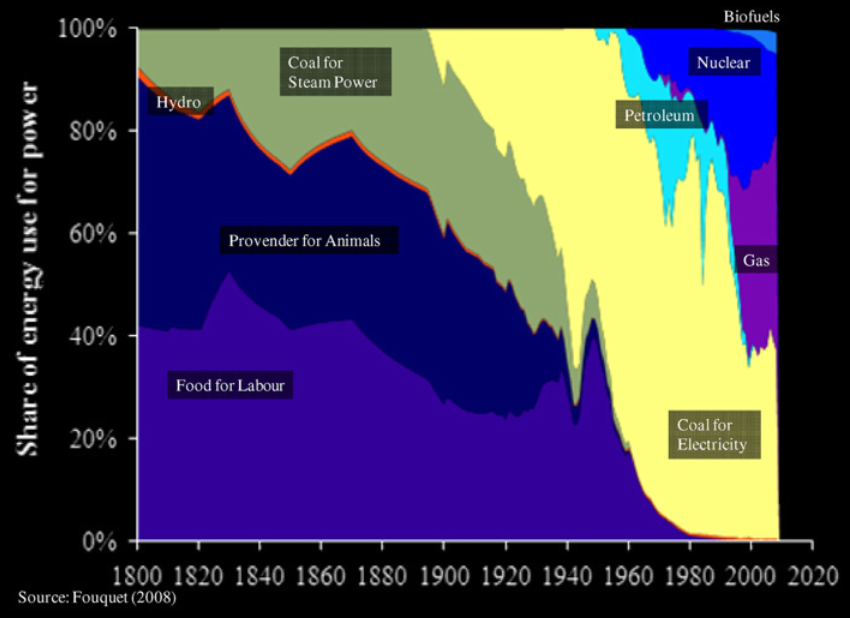 Biofuels
100%
Coal for
Steam Power
Nuclear
Hydro
Petroleum
80%
Share of energy use for power
60%
Provender for Animals
Gas
40%
Food for Labour
Coal for
Electricity
20%
0%
1800 1820 1840 1860 1880 1900 1920 1940 1960 1980 2000 2020
Source: Fouquet (2008)